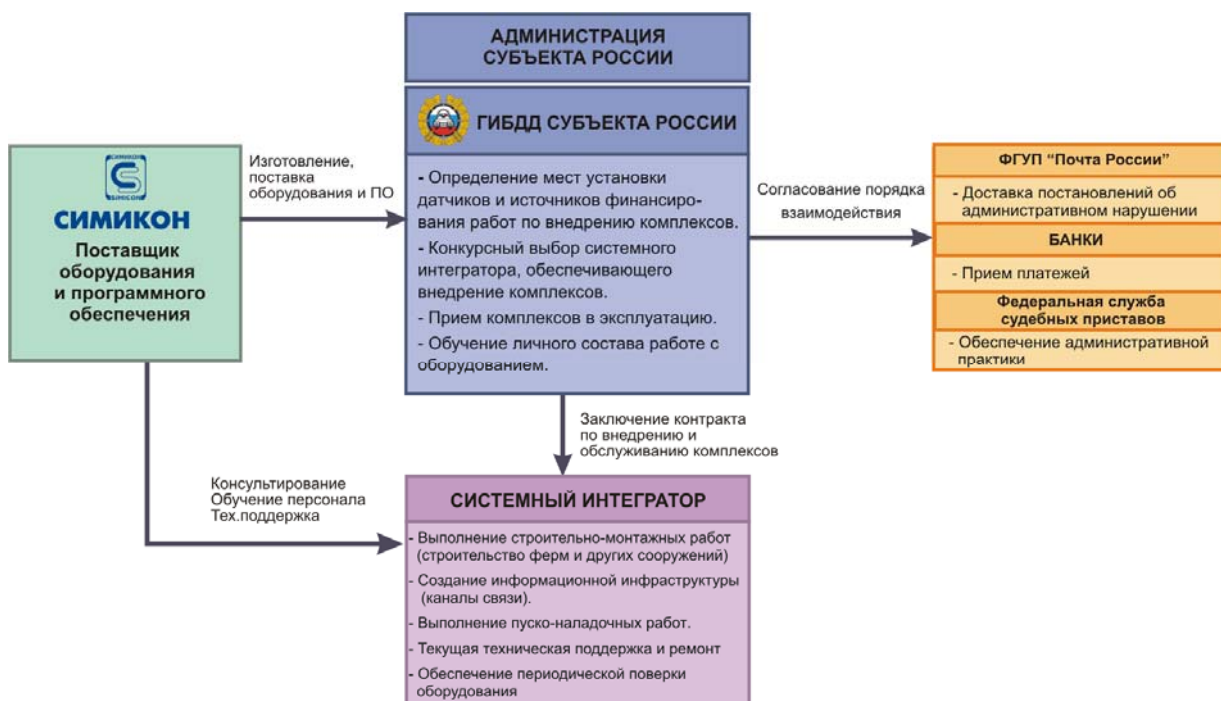 АДМИНИСТРАЦИЯ
СУБЪЕКТА РОССИИ
ГИБДД СУБЪЕКТА РОССИИ
- Определение мест установки
датчиков и источников финансиро-
вания работ по внедрению комплексов.
- Конкурсный выбор системного
интегратора, обеспечивающего
внедрение комплексов.
- Прием комплексов в эксплуатацию.
- Обучение личного состава работе с
оборудованием.
СИМИКОН
SIMICON
СИМИКОН
Поставщик
оборудования
и программного
обеспечения
Изготовление,
поставка
оборудования и ПО
Согласование порядка
взаимодействия
ФГУП “Почта России”
- Доставка постановлений об
административном нарушении
БАНКИ
- Прием платежей
Федеральная служба
судебных приставов
- Обеспечение административной
практики
Заключение контракта
по внедрению и
обслуживанию комплексов
Консультирование
Обучение персонала
Тех.поддержка
СИСТЕМНЫЙ ИНТЕГРАТОР
- Выполнение строительно-монтажных работ
(строительство ферм и других сооружений)
- Создание информационной инфраструктуры
(каналы связи).
- Выполнение пуско-наладочных работ.
- Текущая техническая поддержка и ремонт
- Обеспечение периодической поверки
оборудования